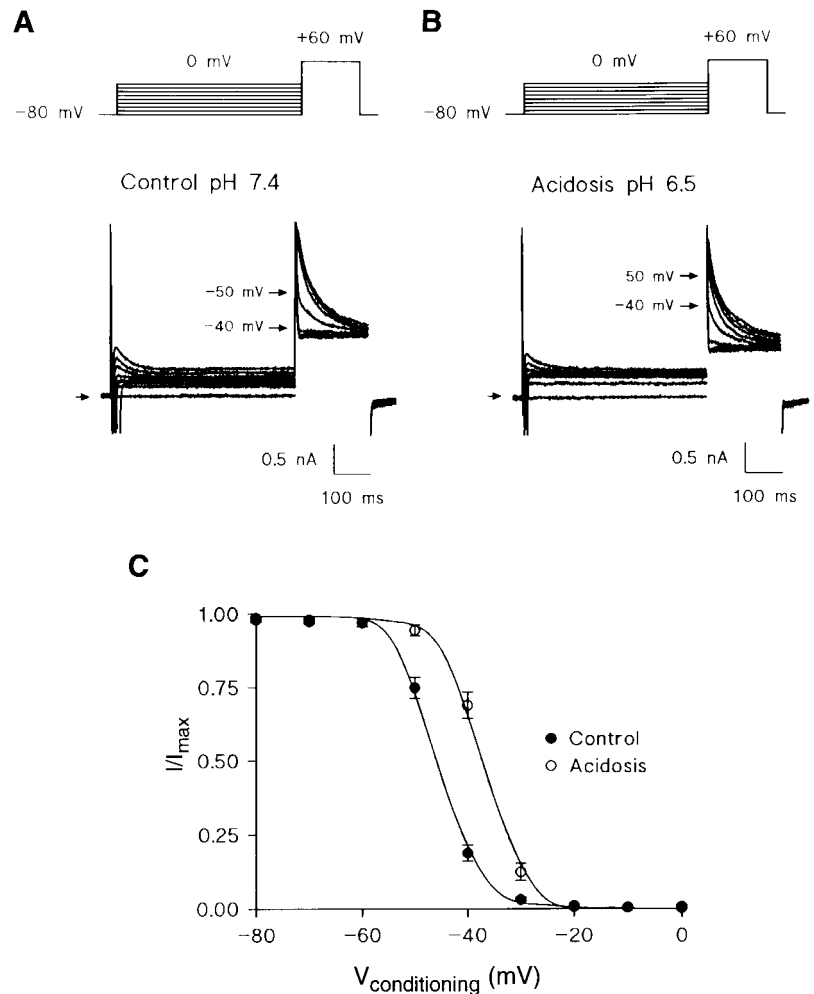 A
+60 mV
0 mV
−80 mV
Control pH 7.4
−50 mV
−40 mV
0.5 nA
100 ms
B
+60 mV
0 mV
−80 mV
Acidosis pH 6.5
50 mV
−40 mV
0.5 nA
100 ms
C
1.00
0.75
0.50
0.25
0.00
I/Imax
Control
Acidosis
−80 −60 −40 −20 0
Vconditioning (mV)